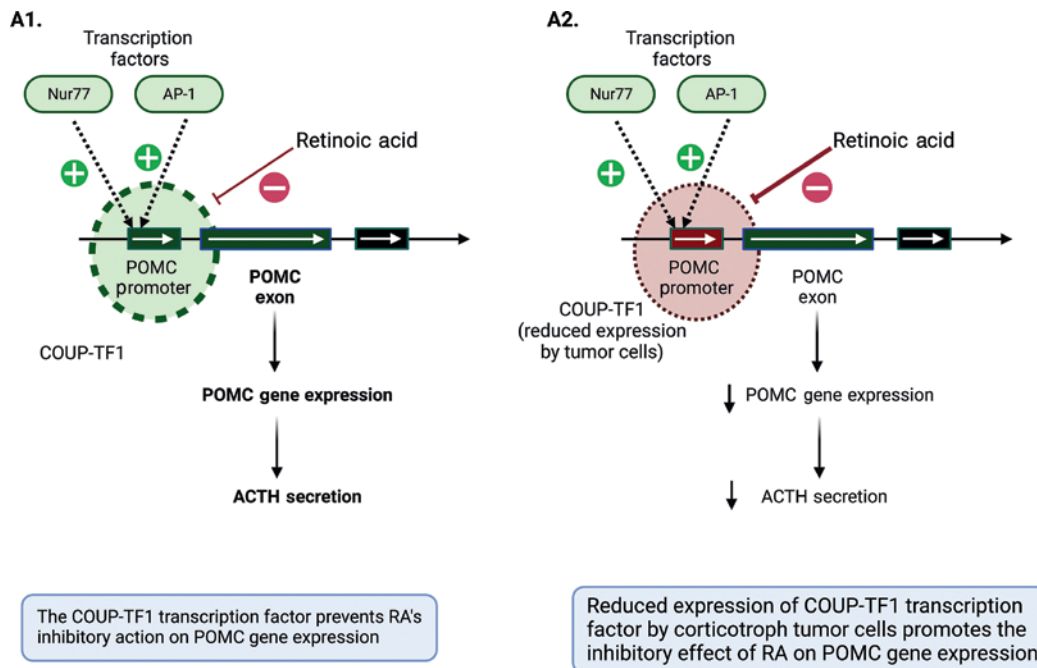 A1.
Transcription
factors
Nur77
AP-1
Retinoic acid
POMC
promoter
POMC
exon
COUP-TF1
POMC gene expression
ACTH secretion
The COUP-TF1 transcription factor prevents RA's
inhibitory action on POMC gene expression
A2.
Transcription
factors
Nur77
AP-1
Retinoic acid
POMC
promoter
POMC
exon
COUP-TF1
(reduced expression
by tumor cells)
POMC gene expression
ACTH secretion
Reduced expression of COUP-TF1 transcription
factor by corticotroph tumor cells promotes the
inhibitory effect of RA on POMC gene expression